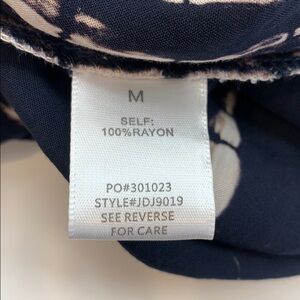 M
SELF:
100%RAYON
PO#301023
STYLE#JDJ9019
SEE REVERSE
FOR CARE